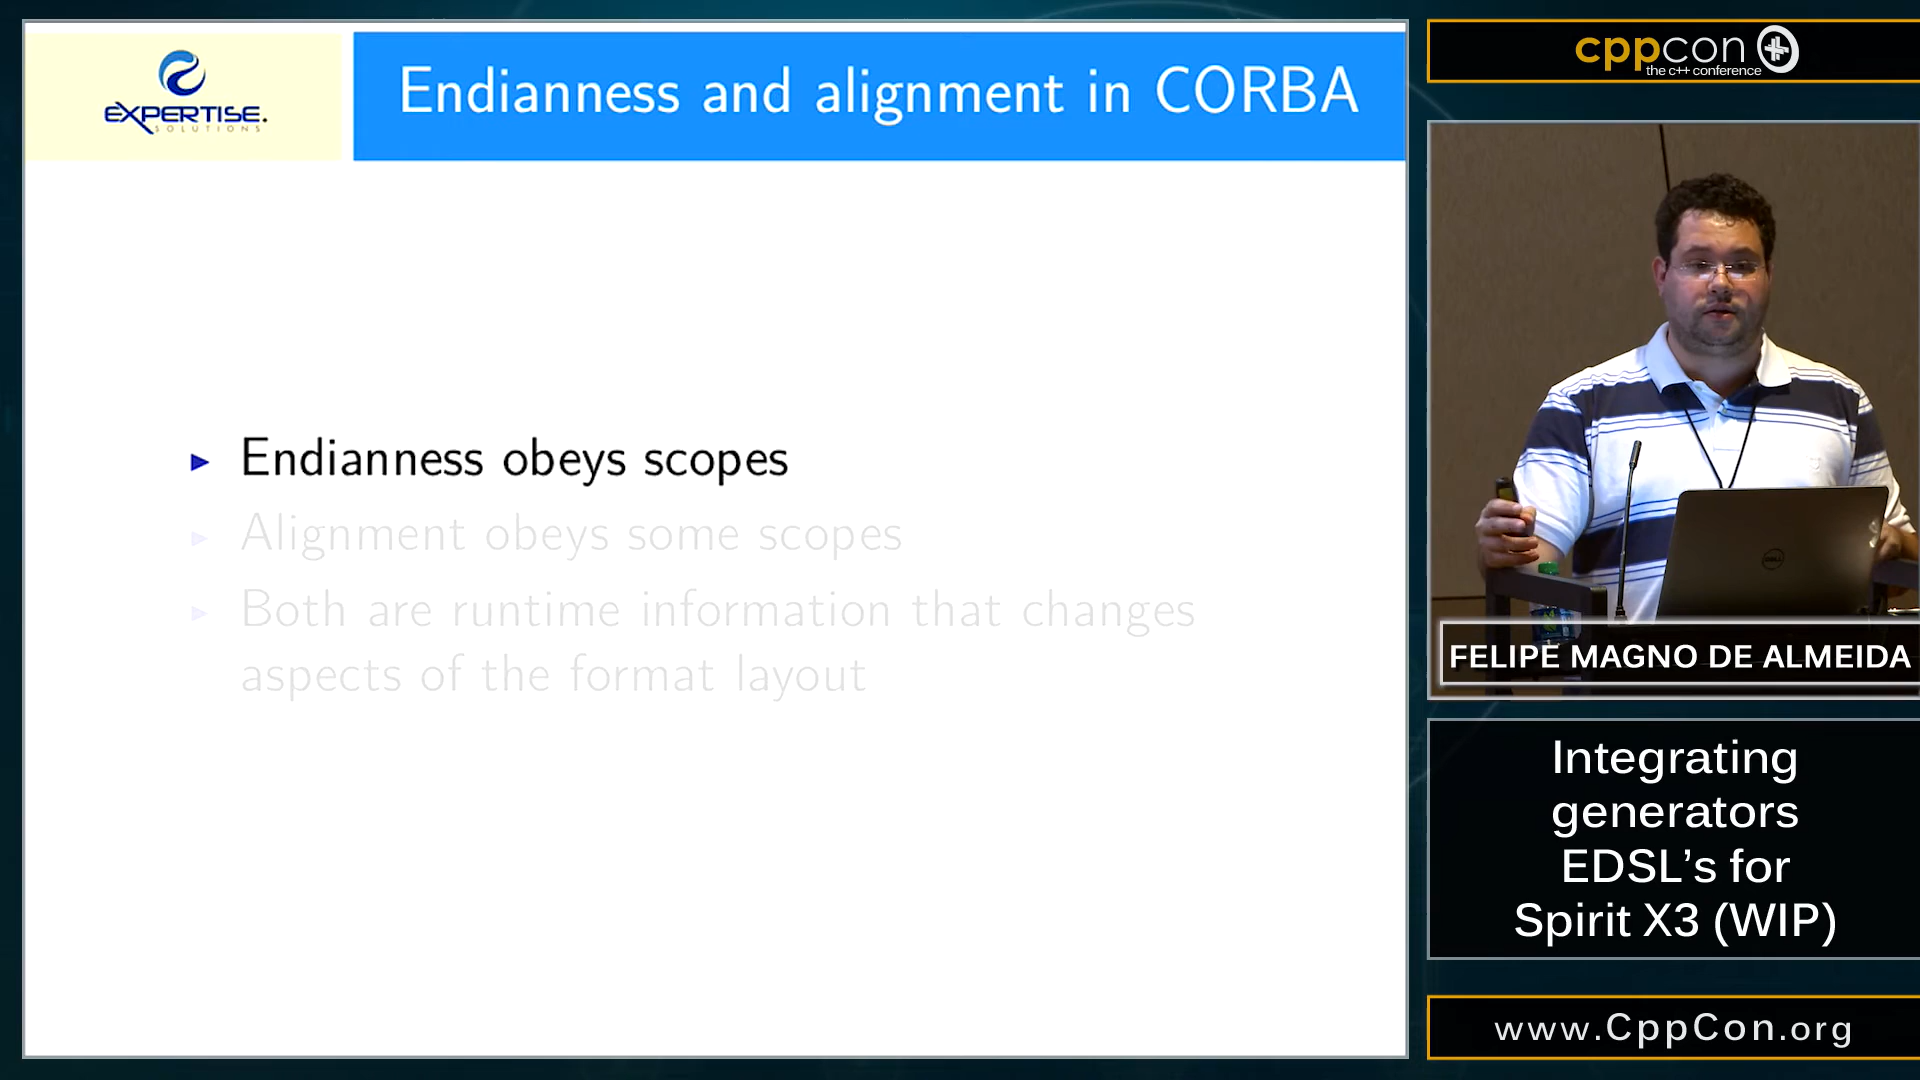 EXPERTISE.
SOLUTIONS
Endianness and alignment in CORBA
Endianness obeys scopes
Alignment obeys some scopes
Both are runtime information that changes
aspects of the format layout
cppcon
the c++ conference
DELL
FELIPE MAGNO DE ALMEIDA
Integrating
generators
EDSL’s for
Spirit X3 (WIP)
www.CppCon.org